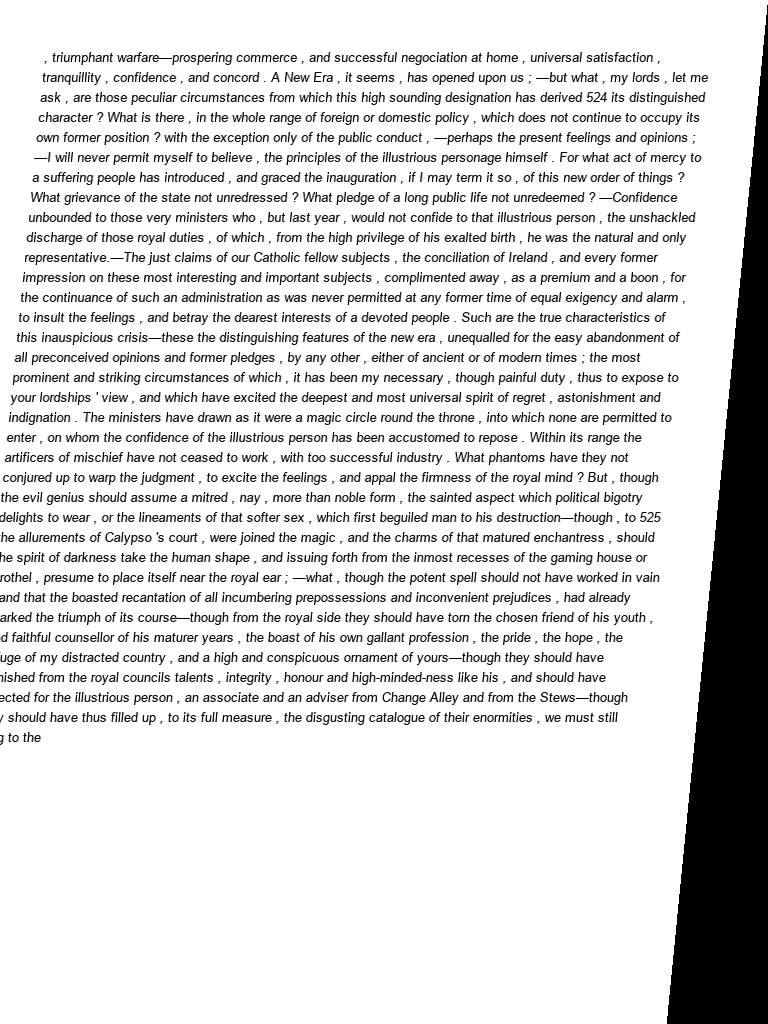 , triumphant warfare—prospering commerce , and successful negociation at home , universal satisfaction ,
tranquillity , confidence , and concord . A New Era , it seems , has opened upon us ; —but what , my lords , let me
ask , are those peculiar circumstances from which this high sounding designation has derived 524 its distinguished
character ? What is there , in the whole range of foreign or domestic policy , which does not continue to occupy its
own former position ? with the exception only of the public conduct , —perhaps the present feelings and opinions ;
—I will never permit myself to believe , the principles of the illustrious personage himself . For what act of mercy to
a suffering people has introduced , and graced the inauguration , if I may term it so , of this new order of things ?
What grievance of the state not unredressed ? What pledge of a long public life not unredeemed ? —Confidence
unbounded to those very ministers who , but last year , would not confide to that illustrious person , the unshackled
discharge of those royal duties , of which , from the high privilege of his exalted birth , he was the natural and only
representative.—The just claims of our Catholic fellow subjects , the conciliation of Ireland , and every former
impression on these most interesting and important subjects , complimented away , as a premium and a boon , for
the continuance of such an administration as was never permitted at any former time of equal exigency and alarm ,
to insult the feelings , and betray the dearest interests of a devoted people . Such are the true characteristics of
this inauspicious crisis—these the distinguishing features of the new era , unequalled for the easy abandonment of
all preconceived opinions and former pledges , by any other , either of ancient or of modern times ; the most
prominent and striking circumstances of which , it has been my necessary , though painful duty , thus to expose to
your lordships ' view , and which have excited the deepest and most universal spirit of regret , astonishment and
indignation . The ministers have drawn as it were a magic circle round the throne , into which none are permitted to
enter , on whom the confidence of the illustrious person has been accustomed to repose . Within its range the
artificers of mischief have not ceased to work , with too successful industry . What phantoms have they not
conjured up to warp the judgment , to excite the feelings , and appal the firmness of the royal mind ? But , though
the evil genius should assume a mitred , nay , more than noble form , the sainted aspect which political bigotry
delights to wear , or the lineaments of that softer sex , which first beguiled man to his destruction—though , to 525
the allurements of Calypso 's court , were joined the magic , and the charms of that matured enchantress , should
the spirit of darkness take the human shape , and issuing forth from the inmost recesses of the gaming house or
, presume to place itself near the royal ear ; —what , though the potent spell should not have worked in vain
and that the boasted recantation of all incumbering prepossessions and inconvenient prejudices , had already
the triumph of its course—though from the royal side they should have torn the chosen friend of his youth ,
faithful counsellor of his maturer years , the boast of his own gallant profession , the pride , the hope , the
of my distracted country , and a high and conspicuous ornament of yours—though they should have
from the royal councils talents , integrity , honour and high-minded-ness like his , and should have
for the illustrious person , an associate and an adviser from Change Alley and from the Stews—though
should have thus filled up , to its full measure , the disgusting catalogue of their enormities , we must still
to the